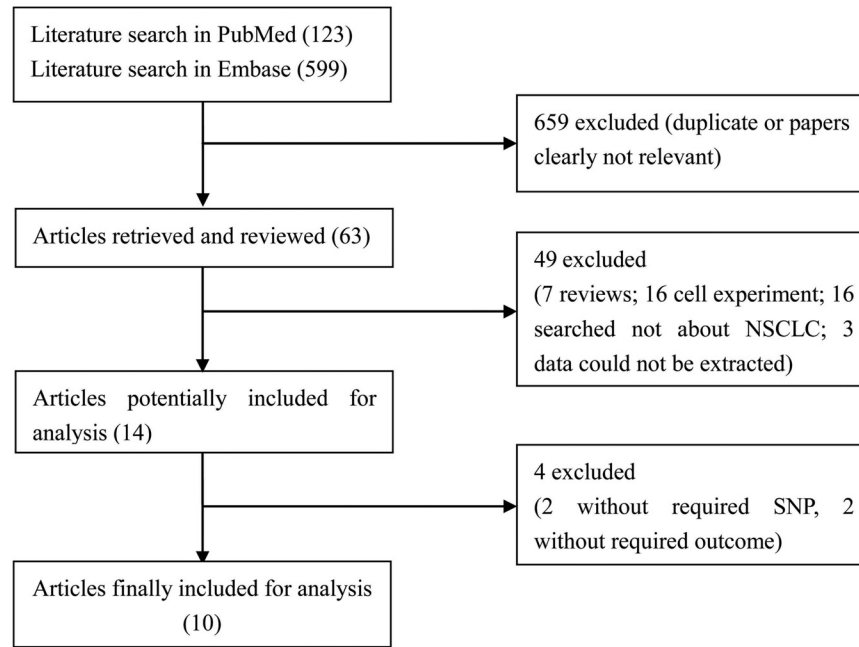 Literature search in PubMed (123)
Literature search in Embase (599)
659 excluded (duplicate or papers
clearly not relevant)
Articles retrieved and reviewed (63)
49 excluded
(7 reviews; 16 cell experiment; 16
searched not about NSCLC; 3
data could not be extracted)
Articles potentially included for
analysis (14)
4 excluded
(2 without required SNP, 2
without required outcome)
Articles finally included for analysis
(10)